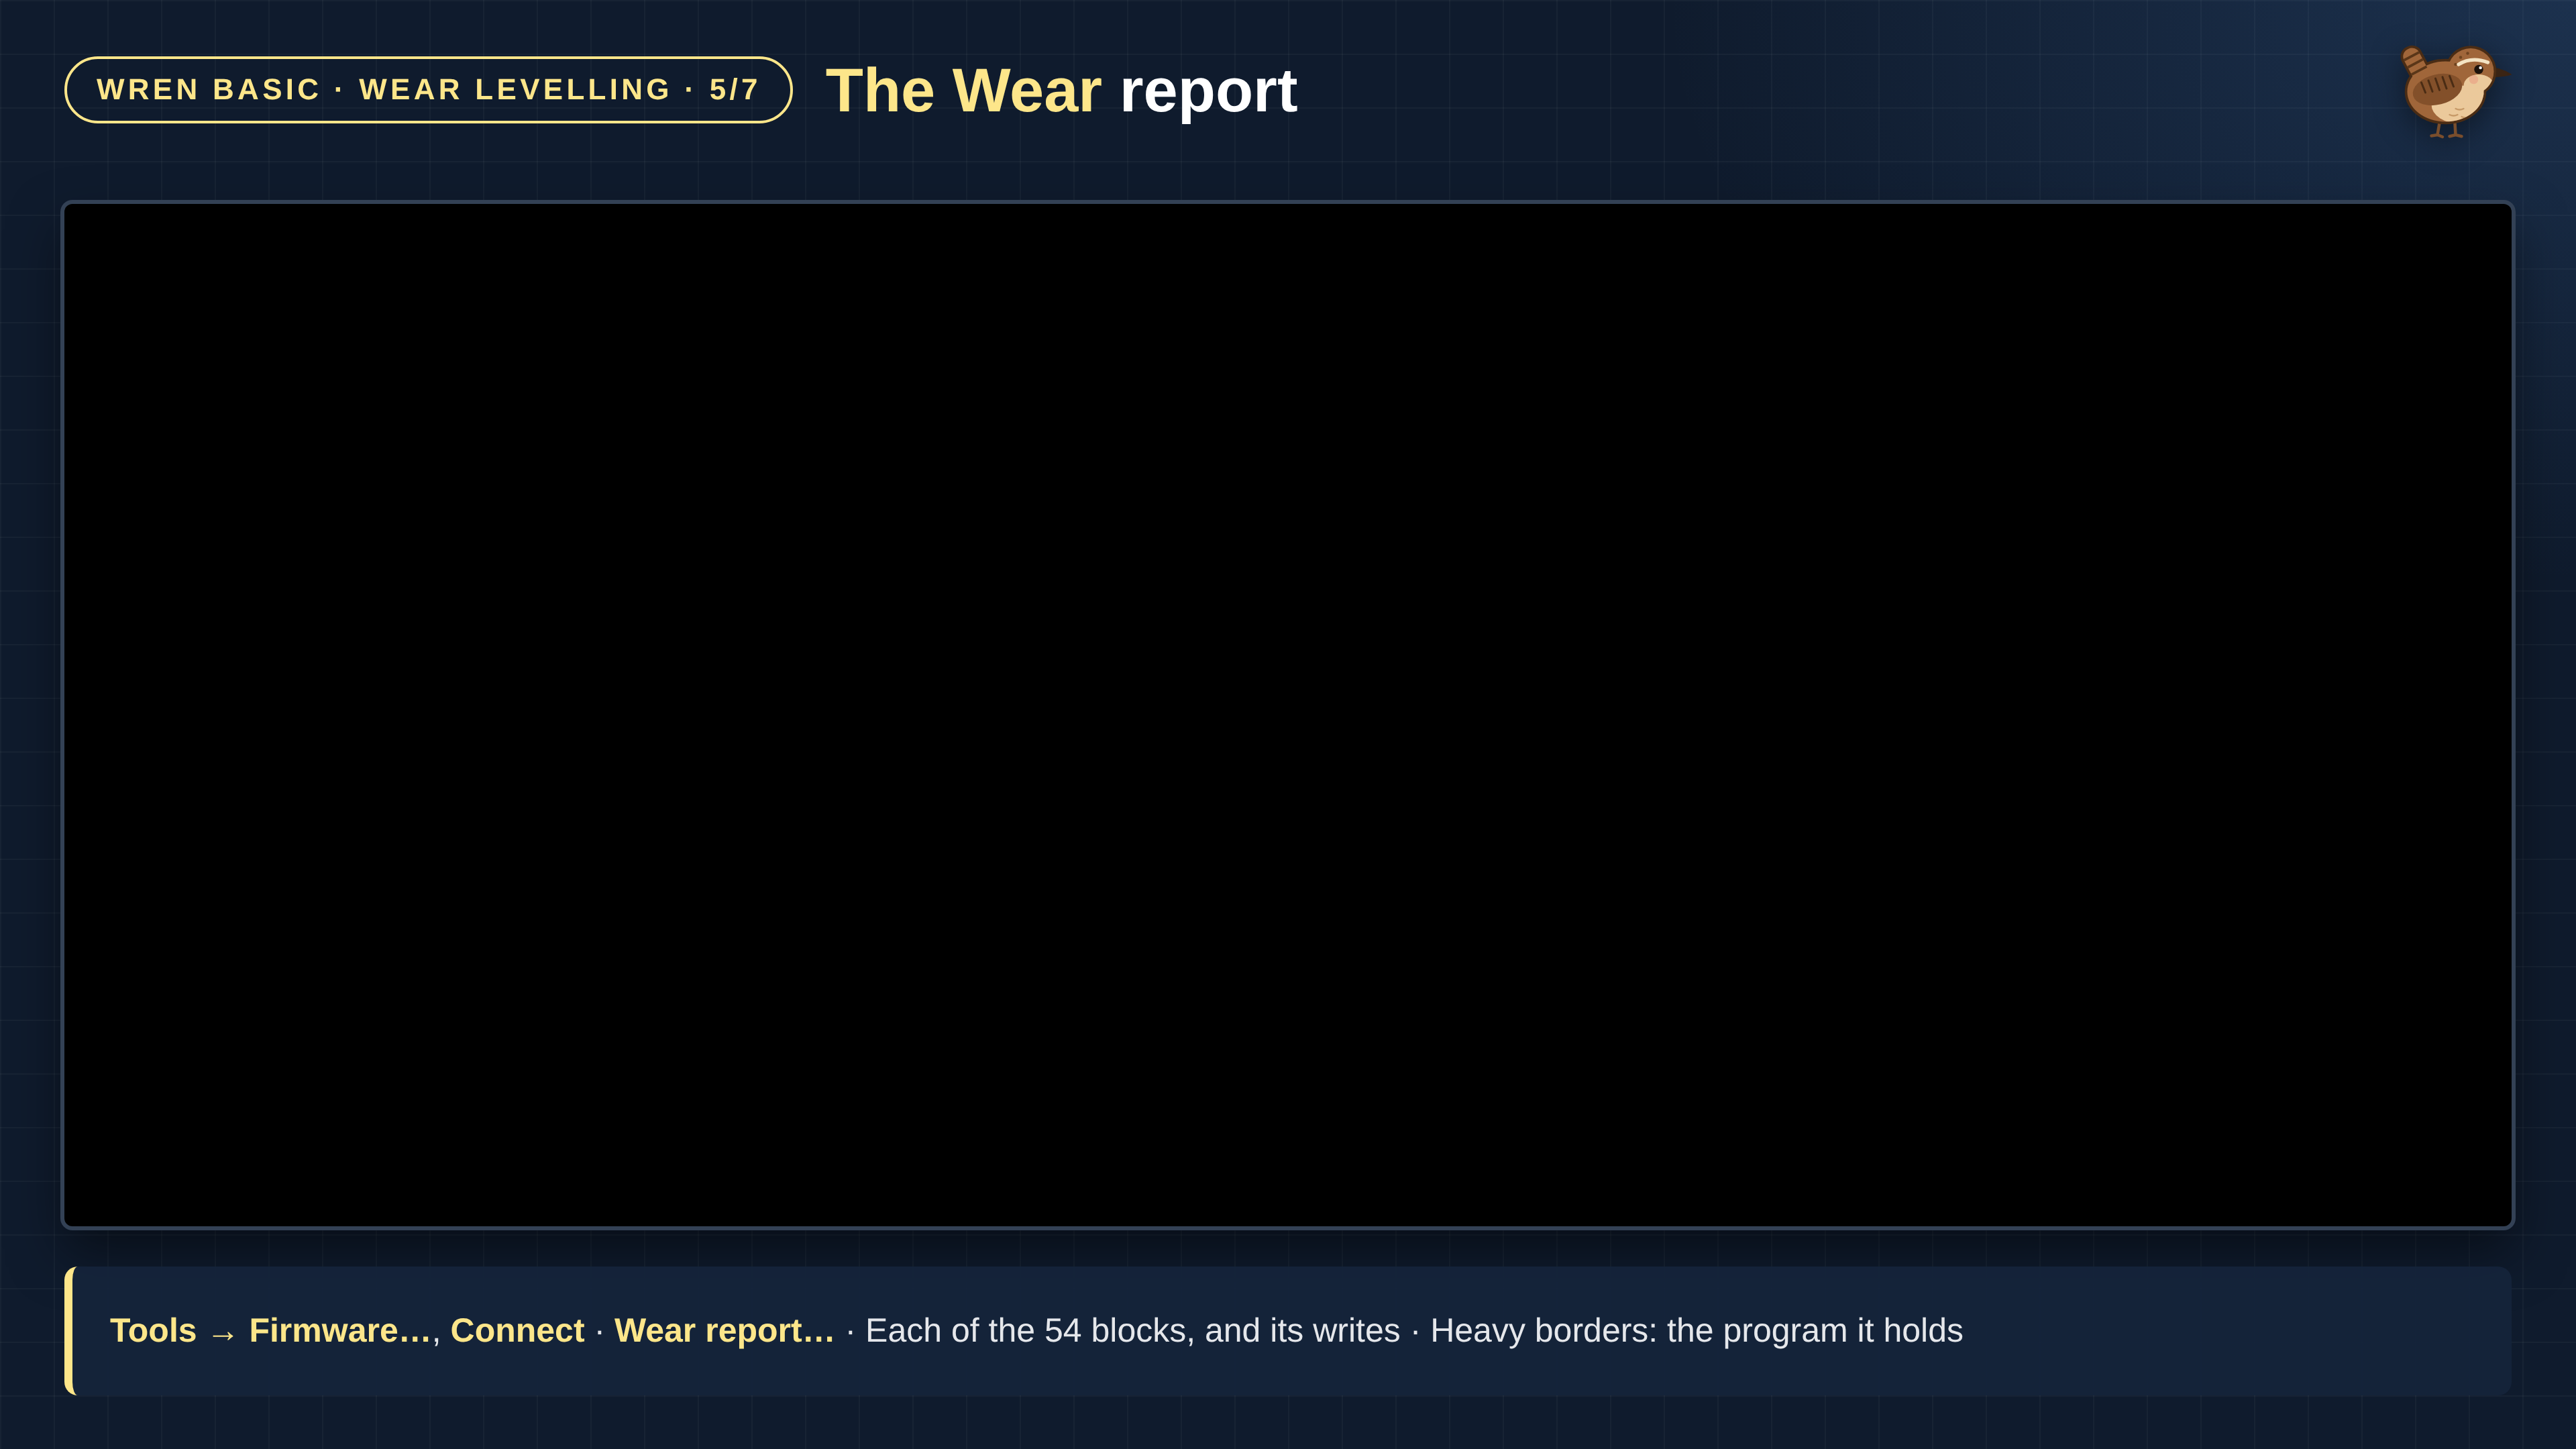 WREN BASIC · WEAR LEVELLING · 5/7
The Wear report
Tools → Firmware…, Connect · Wear report… · Each of the 54 blocks, and its writes · Heavy borders: the program it holds